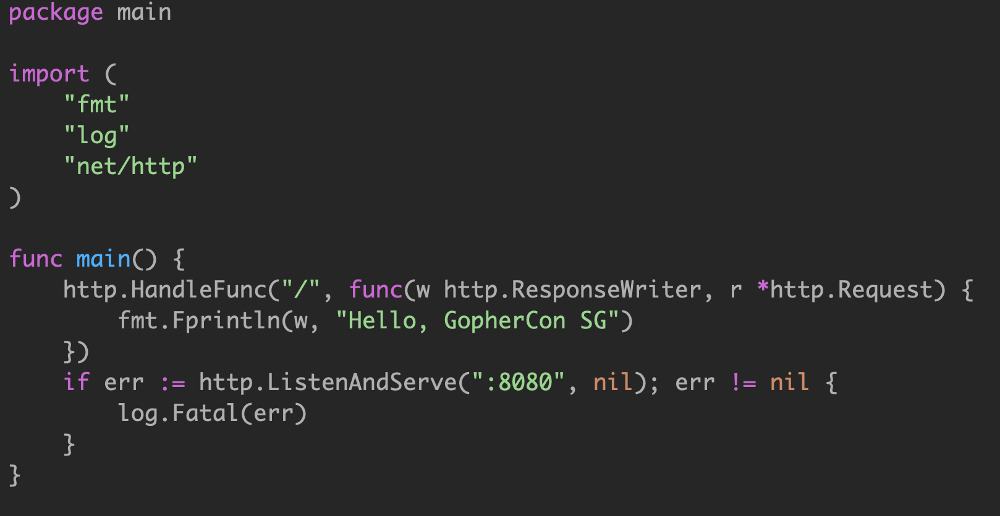 package main

import (
    "fmt"
    "log"
    "net/http"
)

func main() {
    http.HandleFunc("/", func(w http.ResponseWriter, r *http.Request) {
        fmt.Fprintln(w, "Hello, GopherCon SG")
    })
    if err := http.ListenAndServe(":8080", nil); err != nil {
        log.Fatal(err)
    }
}